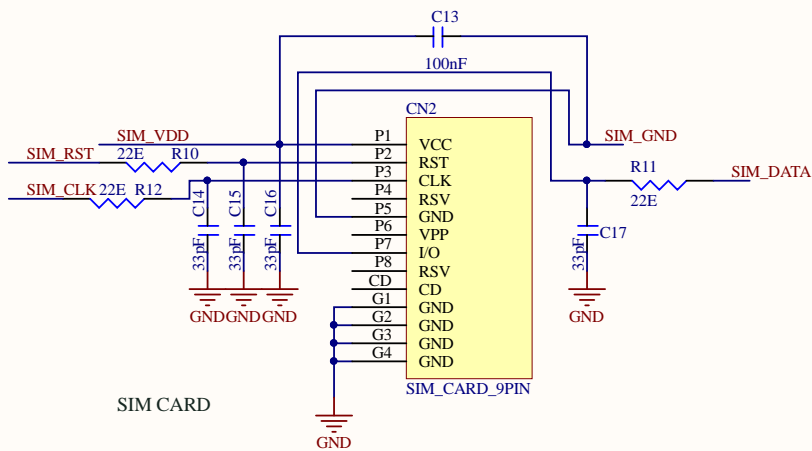 C13
100nF
CN2
SIM_VDD
P1
VCC
SIM_GND
SIM_RST
22E
R10
P2
RST
R11
SIM_DATA
P3
CLK
SIM_CLK
22E
R12
22E
P4
RSV
C14
C15
C16
P5
GND
P6
VPP
C17
33pF
33pF
33pF
33pF
P7
I/O
P8
RSV
CD
CD
GND
GND
GND
GND
G1
GND
G2
GND
G3
GND
G4
GND
SIM_CARD_9PIN
SIM CARD
GND